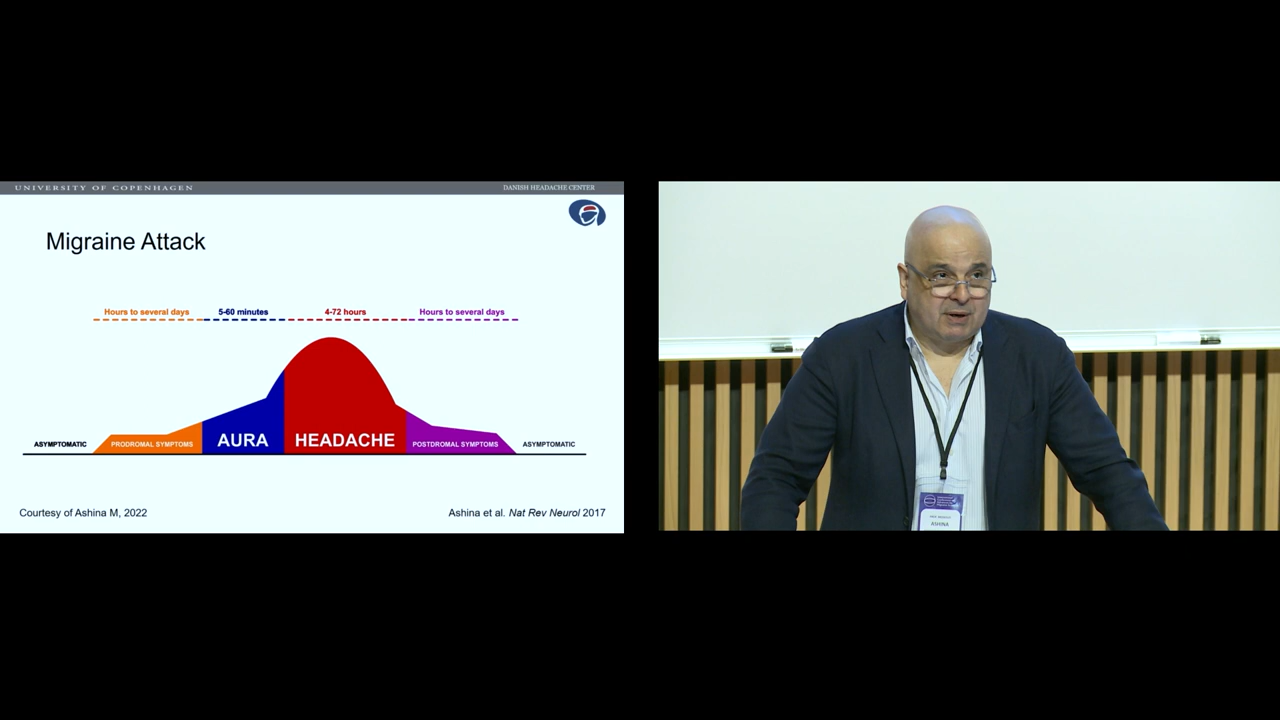 UNIVERSITY OF COPENHAGEN
DANISH HEADACHE CENTER
Migraine Attack
Hours to several days
5-60 minutes
4-72 hours
Hours to several days
ASYMPTOMATIC
PRODROMAL SYMPTOMS
AURA
HEADACHE
POSTDROMAL SYMPTOMS
ASYMPTOMATIC
Courtesy of Ashina M, 2022
Ashina et al. Nat Rev Neurol 2017
ASHINA